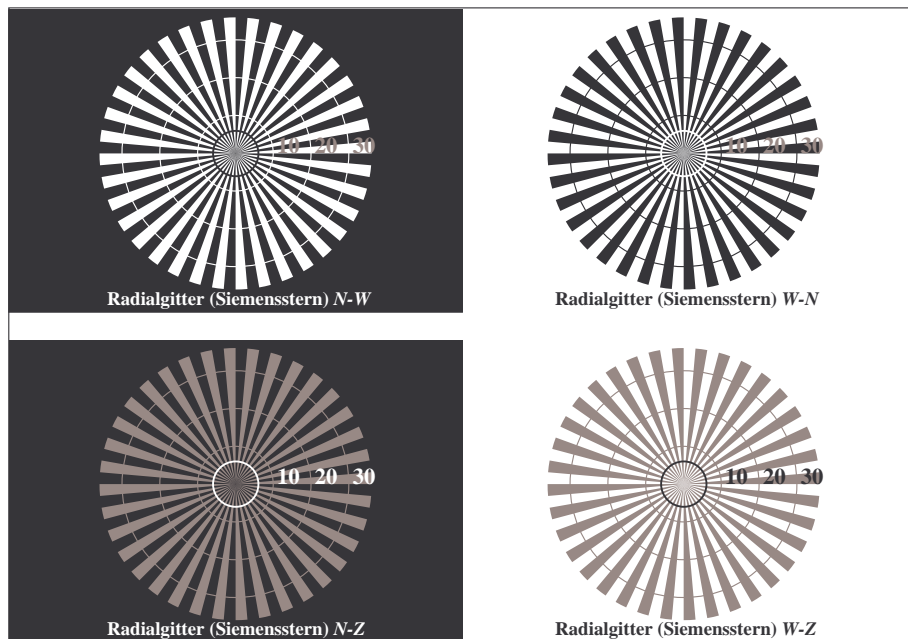 10 20 30
Radialgitter (Siemensstern) N-W
10 20 30
Radialgitter (Siemensstern) W-N
10 20 30
Radialgitter (Siemensstern) N-Z
10 20 30
Radialgitter (Siemensstern) W-Z